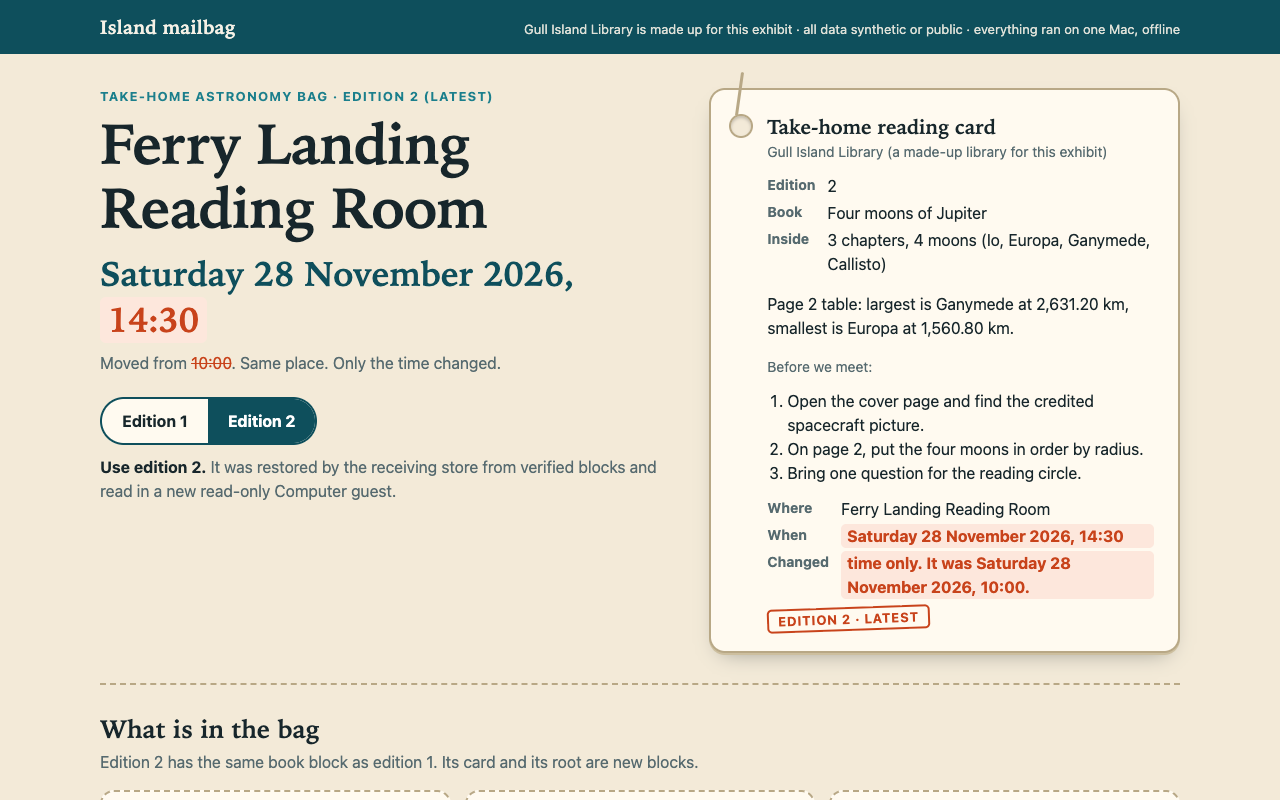 Island mailbag
Gull Island Library is made up for this exhibit · all data synthetic or public · everything ran on one Mac, offline
TAKE-HOME ASTRONOMY BAG · EDITION 2 (LATEST)
Ferry Landing
Reading Room
Saturday 28 November 2026,
14:30
Moved from 10:00. Same place. Only the time changed.
Edition 1 Edition 2
Use edition 2. It was restored by the receiving store from verified blocks and
read in a new read-only Computer guest.
Take-home reading card
Gull Island Library (a made-up library for this exhibit)
Edition 2
Book Four moons of Jupiter
Inside 3 chapters, 4 moons (Io, Europa, Ganymede,
Callisto)
Page 2 table: largest is Ganymede at 2,631.20 km,
smallest is Europa at 1,560.80 km.
Before we meet:
1. Open the cover page and find the credited
spacecraft picture.
2. On page 2, put the four moons in order by radius.
3. Bring one question for the reading circle.
Where Ferry Landing Reading Room
When Saturday 28 November 2026, 14:30
Changed time only. It was Saturday 28
November 2026, 10:00.
EDITION 2 · LATEST
What is in the bag
Edition 2 has the same book block as edition 1. Its card and its root are new blocks.